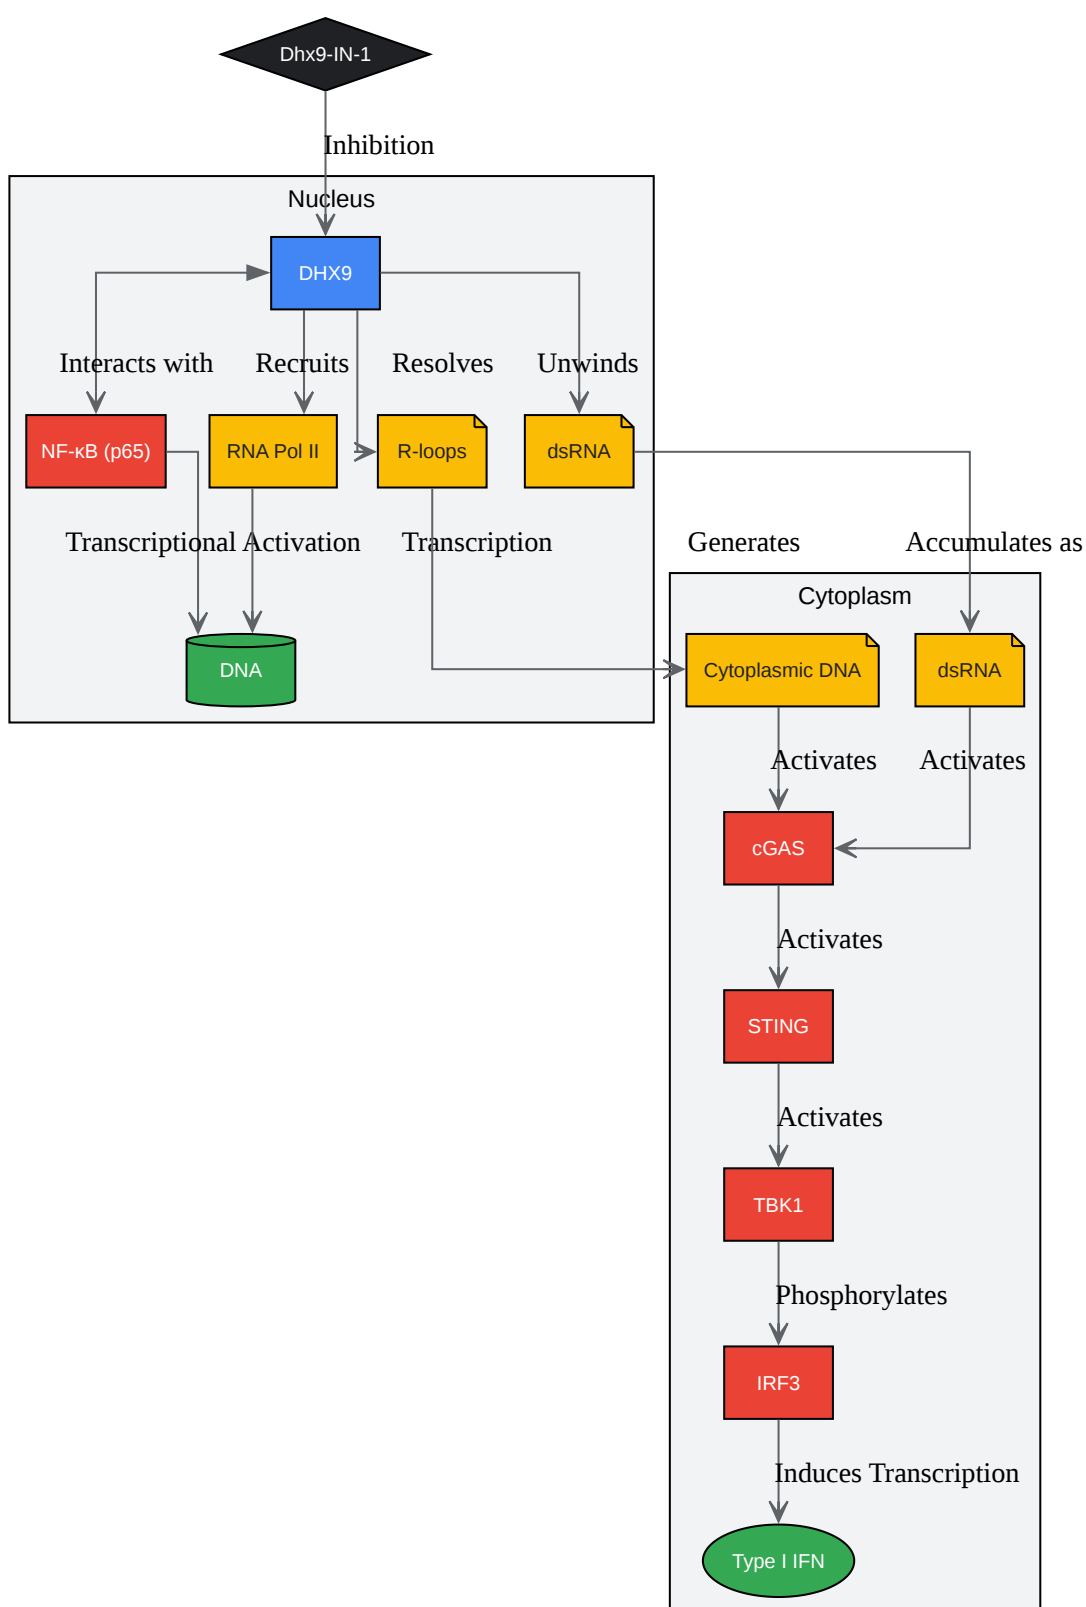 Dhx9-IN-1
Inhibition
Nucleus
DHX9
Interacts with
Recruits
Resolves
Unwinds
NF-κB (p65)
RNA Pol II
R-loops
dsRNA
Transcriptional Activation
Transcription
Generates
Accumulates as
Cytoplasm
DNA
Cytoplasmic DNA
dsRNA
Activates
Activates
cGAS
Activates
STING
Activates
TBK1
Phosphorylates
IRF3
Induces Transcription
Type I IFN